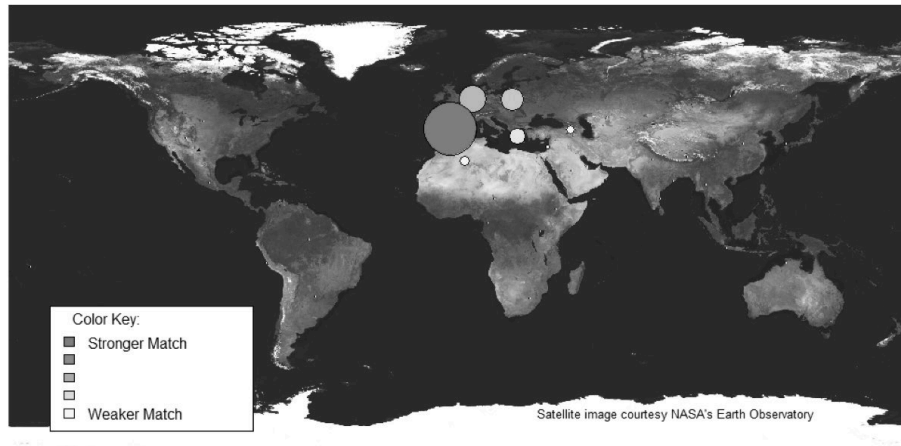 Color Key:
Stronger Match
Weaker Match
Satellite image courtesy NASA's Earth Observatory